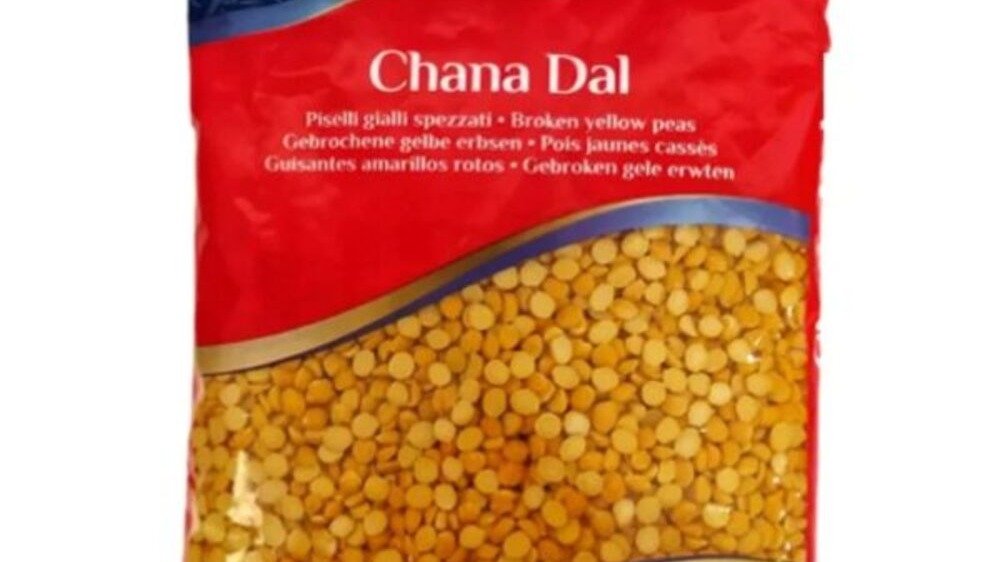 Chana Dal
Piselli gialli spezzati • Broken yellow peas
Gebrochene gelbe erbsen • Pois jaunes cassès
Guisantes amarillos rotos • Gebroken gele erwten